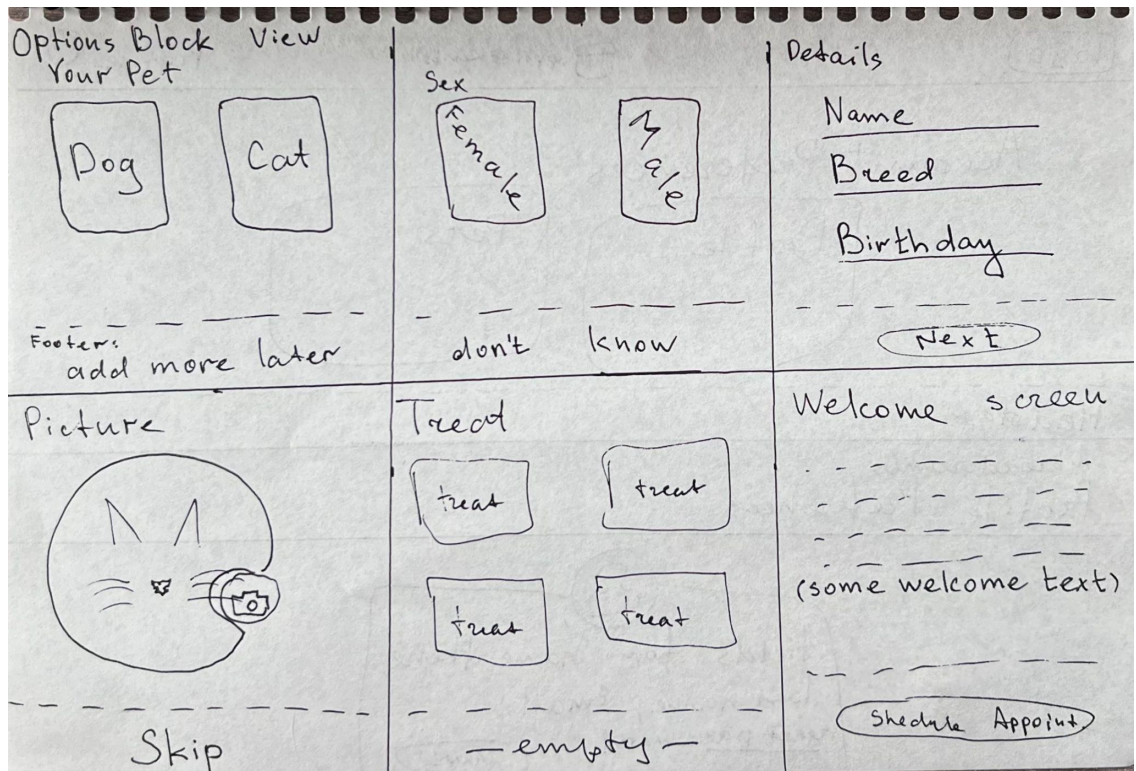 Options Block View
Your Pet
Dog
Cat
Footer:
add more later
Sex
Female
Male
don't know
Details
Name
Breed
Birthday
Next
Picture
Skip
Treat
treat
treat
treat
treat
— empty —
Welcome screen
(some welcome text)
Shedule Appoint